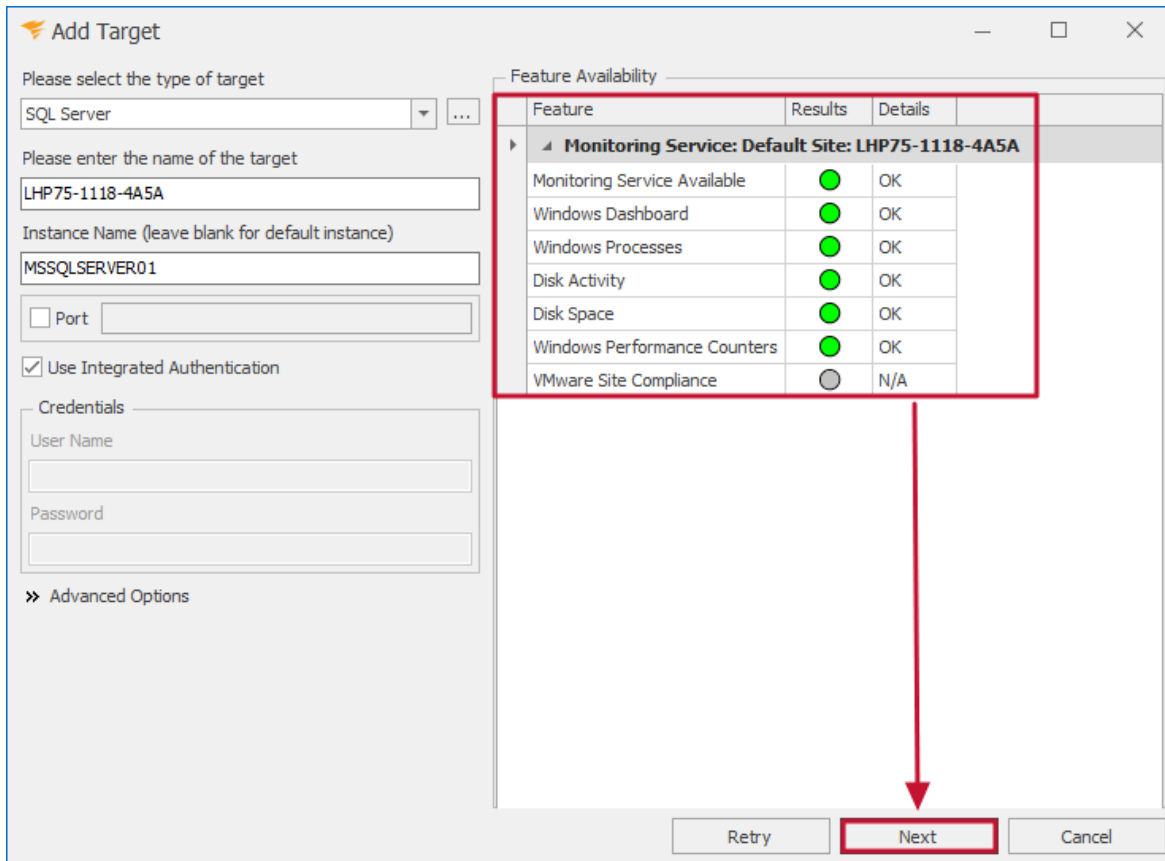 Add Target
Please select the type of target
SQL Server
...
Please enter the name of the target
LHP75-1118-4A5A
Instance Name (leave blank for default instance)
MSSQLSERVER01
Port
Use Integrated Authentication
Credentials
User Name
Password
» Advanced Options
Feature Availability
Feature Results Details
Monitoring Service: Default Site: LHP75-1118-4A5A
Monitoring Service Available OK
Windows Dashboard OK
Windows Processes OK
Disk Activity OK
Disk Space OK
Windows Performance Counters OK
VMware Site Compliance N/A
Retry Next Cancel